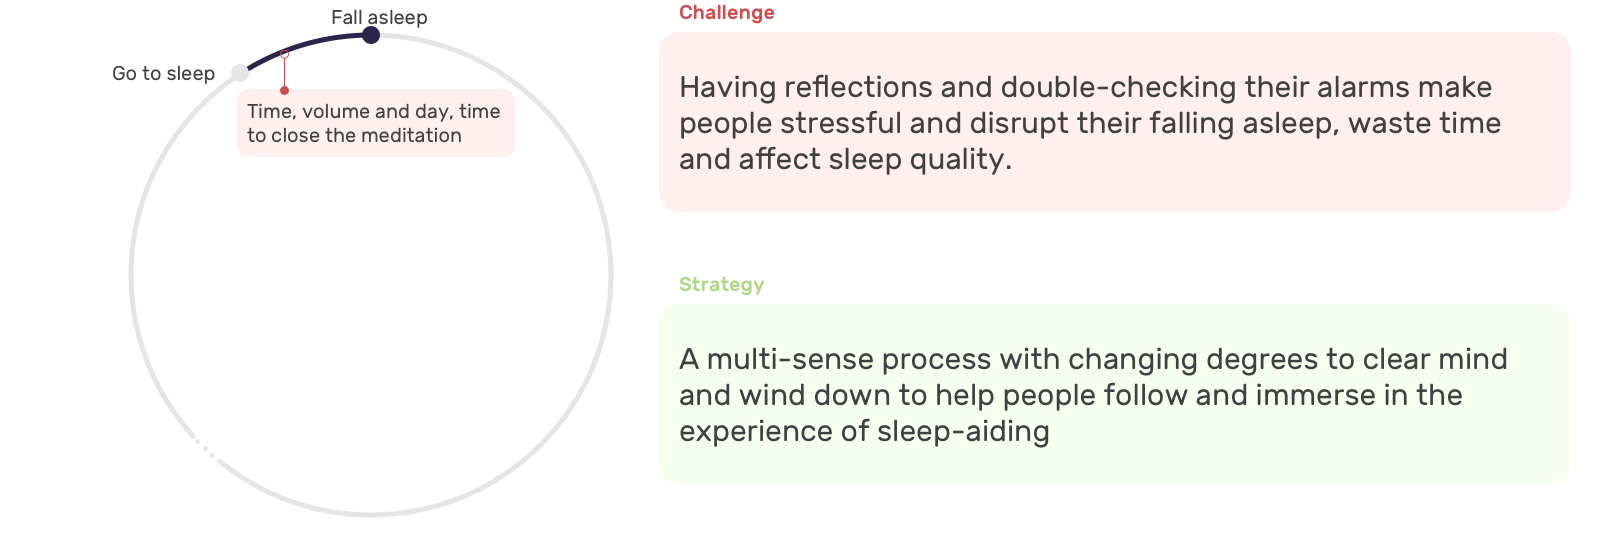 Fall asleep
Go to sleep
Time, volume and day, time
to close the meditation
Challenge
Having reflections and double-checking their alarms make
people stressful and disrupt their falling asleep, waste time
and affect sleep quality.
Strategy
A multi-sense process with changing degrees to clear mind
and wind down to help people follow and immerse in the
experience of sleep-aiding